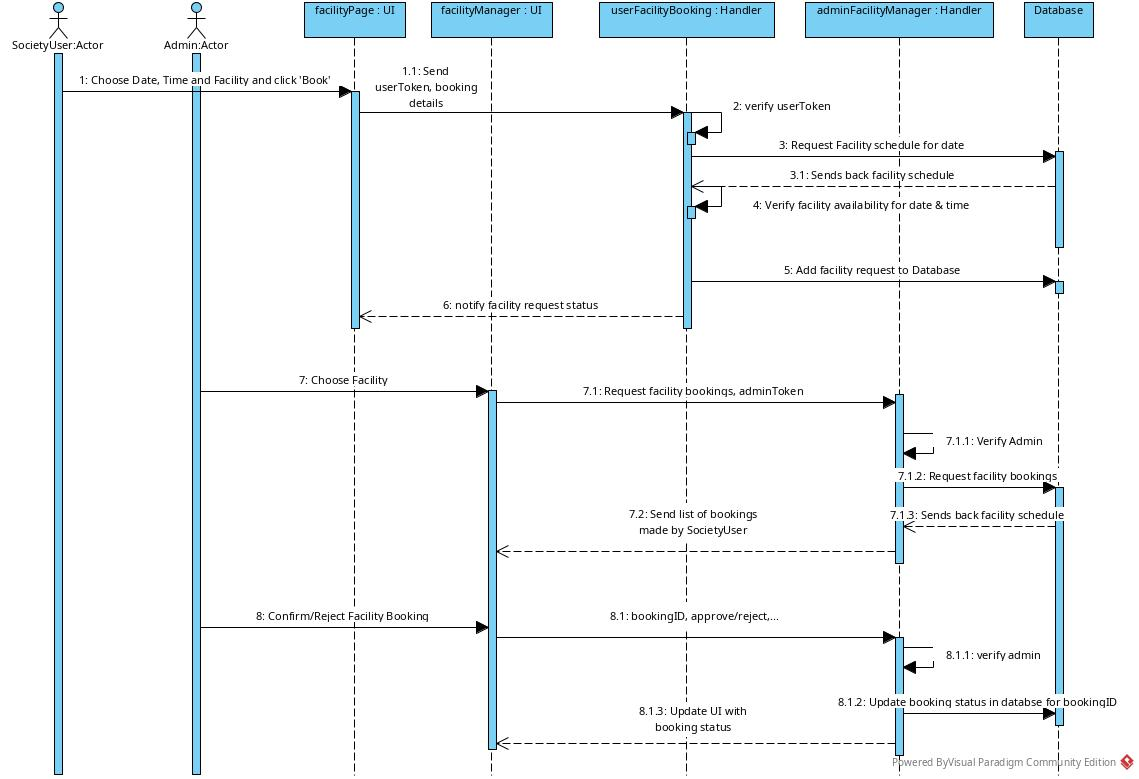 facilityPage : UI
facilityManager : UI
userFacilityBooking : Handler
adminFacilityManager : Handler
Database
SocietyUser:Actor
Admin:Actor
1: Choose Date, Time and Facility and click 'Book'
1.1: Send
userToken, booking
details
2: verify userToken
3: Request Facility schedule for date
3.1: Sends back facility schedule
4: Verify facility availability for date & time
5: Add facility request to Database
6: notify facility request status
7: Choose Facility
7.1: Request facility bookings, adminToken
7.1.1: Verify Admin
7.1.2: Request facility bookings
7.1.3: Sends back facility schedule
7.2: Send list of bookings
made by SocietyUser
8: Confirm/Reject Facility Booking
8.1: bookingID, approve/reject,...
8.1.1: verify admin
8.1.2: Update booking status in databse for bookingID
8.1.3: Update UI with
booking status
Powered ByVisual Paradigm Community Edition